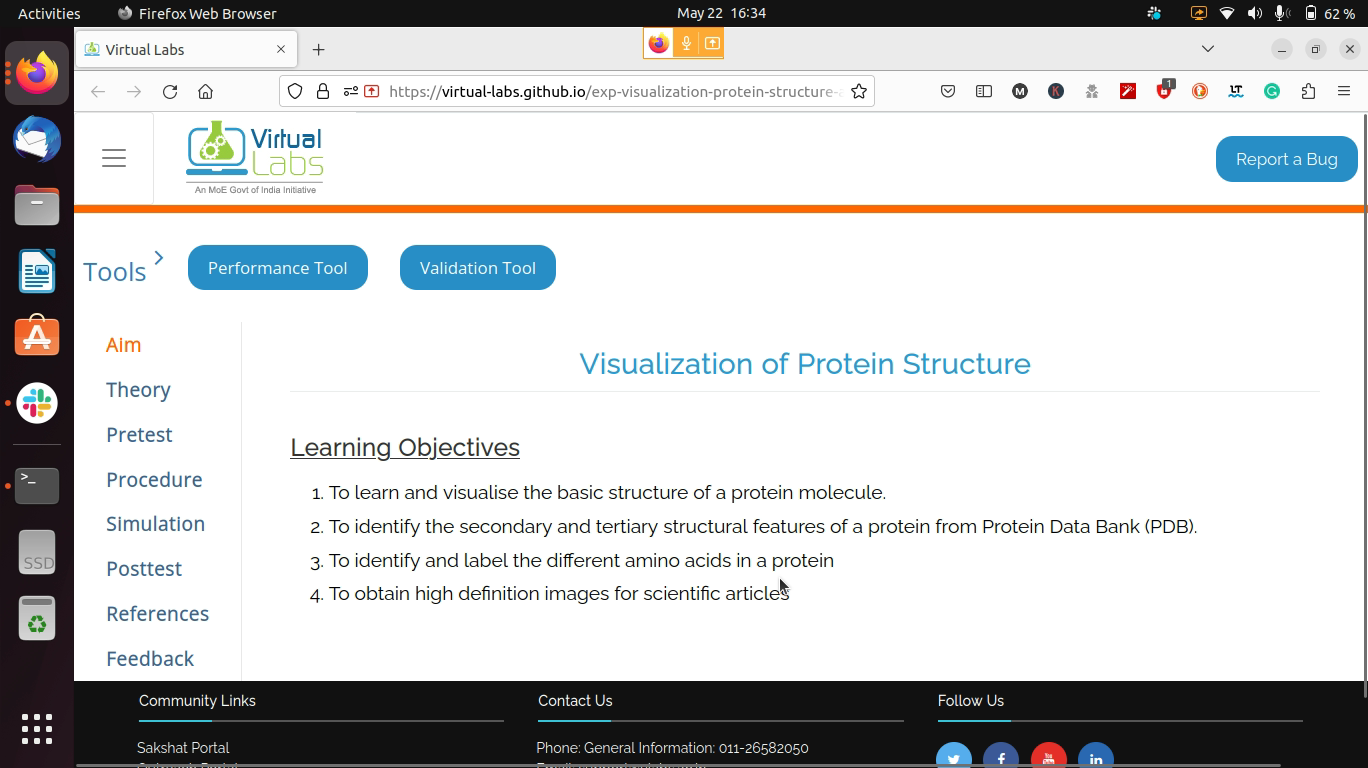 Activities
Firefox Web Browser
May 22 16:34
62 %
Virtual Labs
https://virtual-labs.github.io/exp-visualization-protein-structure-
M
K
1
LT
G
Virtual
Labs
An MoE Govt of India Initiative
Report a Bug
Tools
Performance Tool
Validation Tool
Aim
Theory
Pretest
Procedure
Simulation
Posttest
References
Feedback
Visualization of Protein Structure
Learning Objectives
1. To learn and visualise the basic structure of a protein molecule.
2. To identify the secondary and tertiary structural features of a protein from Protein Data Bank (PDB).
3. To identify and label the different amino acids in a protein
4. To obtain high definition images for scientific articles
SSD
Community Links
Sakshat Portal
Contact Us
Phone: General Information: 011-26582050
Follow Us